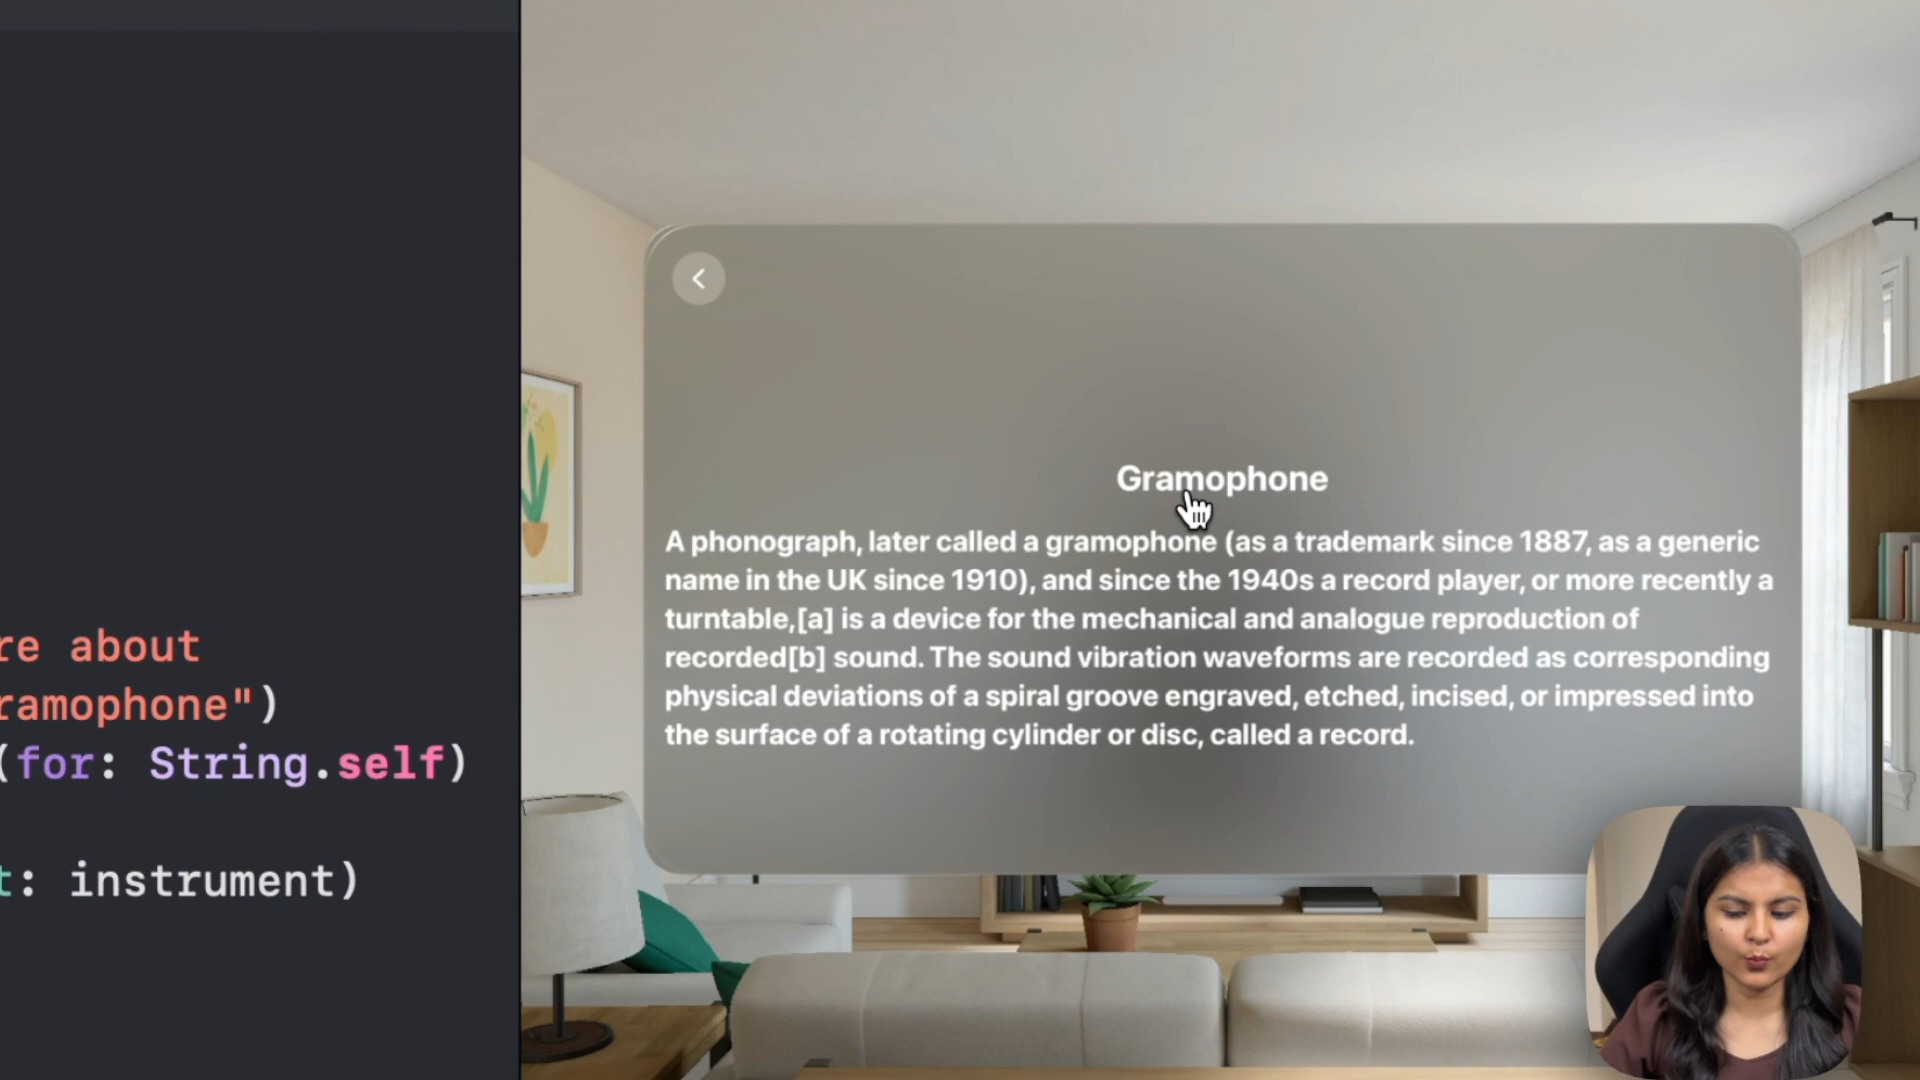 re about
ramophone")
(for: String.self)
t: instrument)
Gramophone
A phonograph, later called a gramophone (as a trademark since 1887, as a generic
name in the UK since 1910), and since the 1940s a record player, or more recently a
turntable,[a] is a device for the mechanical and analogue reproduction of
recorded[b] sound. The sound vibration waveforms are recorded as corresponding
physical deviations of a spiral groove engraved, etched, incised, or impressed into
the surface of a rotating cylinder or disc, called a record.